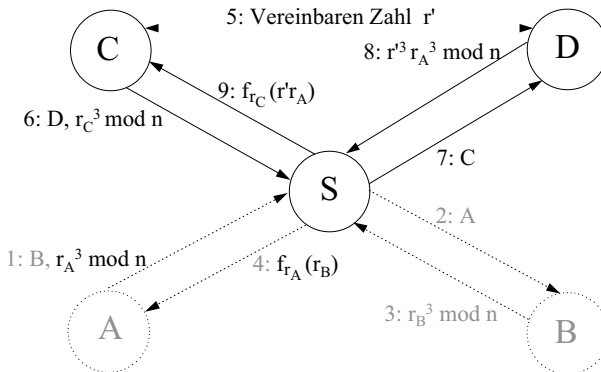 C
5: Vereinbaren Zahl r'
D
8: r'³ r_A³ mod n
9: f_{r_C}(r'r_A)
6: D, r_C³ mod n
7: C
S
2: A
1: B, r_A³ mod n
4: f_{r_A}(r_B)
3: r_B³ mod n
A
B